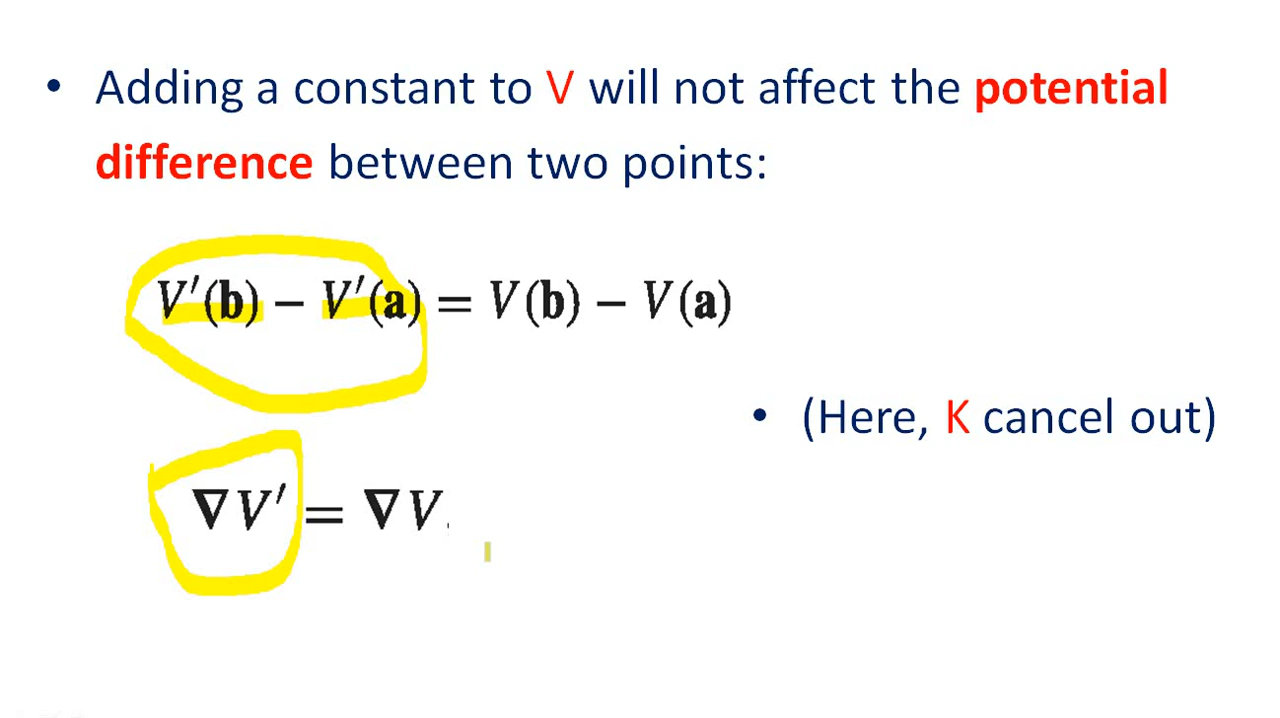 • Adding a constant to V will not affect the potential
difference between two points:
V′(b) − V′(a) = V(b) − V(a)
• (Here, K cancel out)
∇V′ = ∇V.